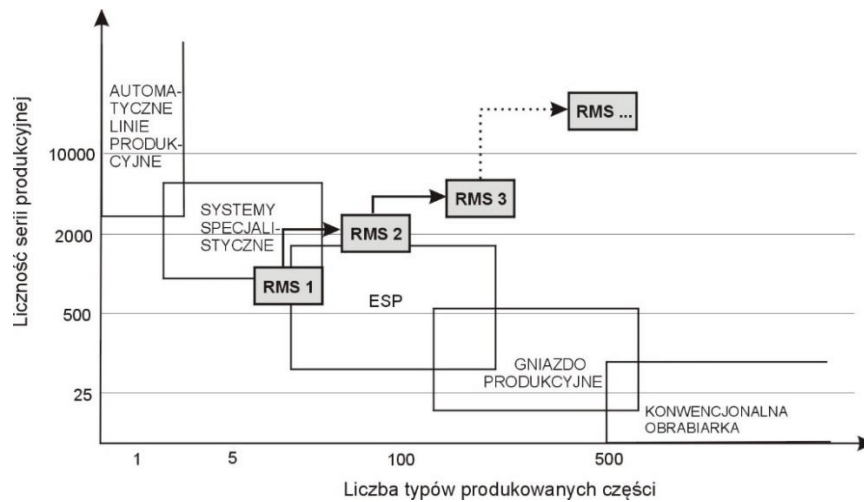 Liczność serii produkcyjnej
10000
2000
500
25
AUTOMA-
TYCZNE
LINIE
PRODUK-
CYJNE
SYSTEMY
SPECJALI-
STYCZNE
RMS 1
RMS 2
RMS 3
RMS ...
ESP
GNIAZDO
PRODUKCYJNE
KONWENCJONALNA
OBRABIARKA
1
5
100
500
Liczba typów produkowanych części